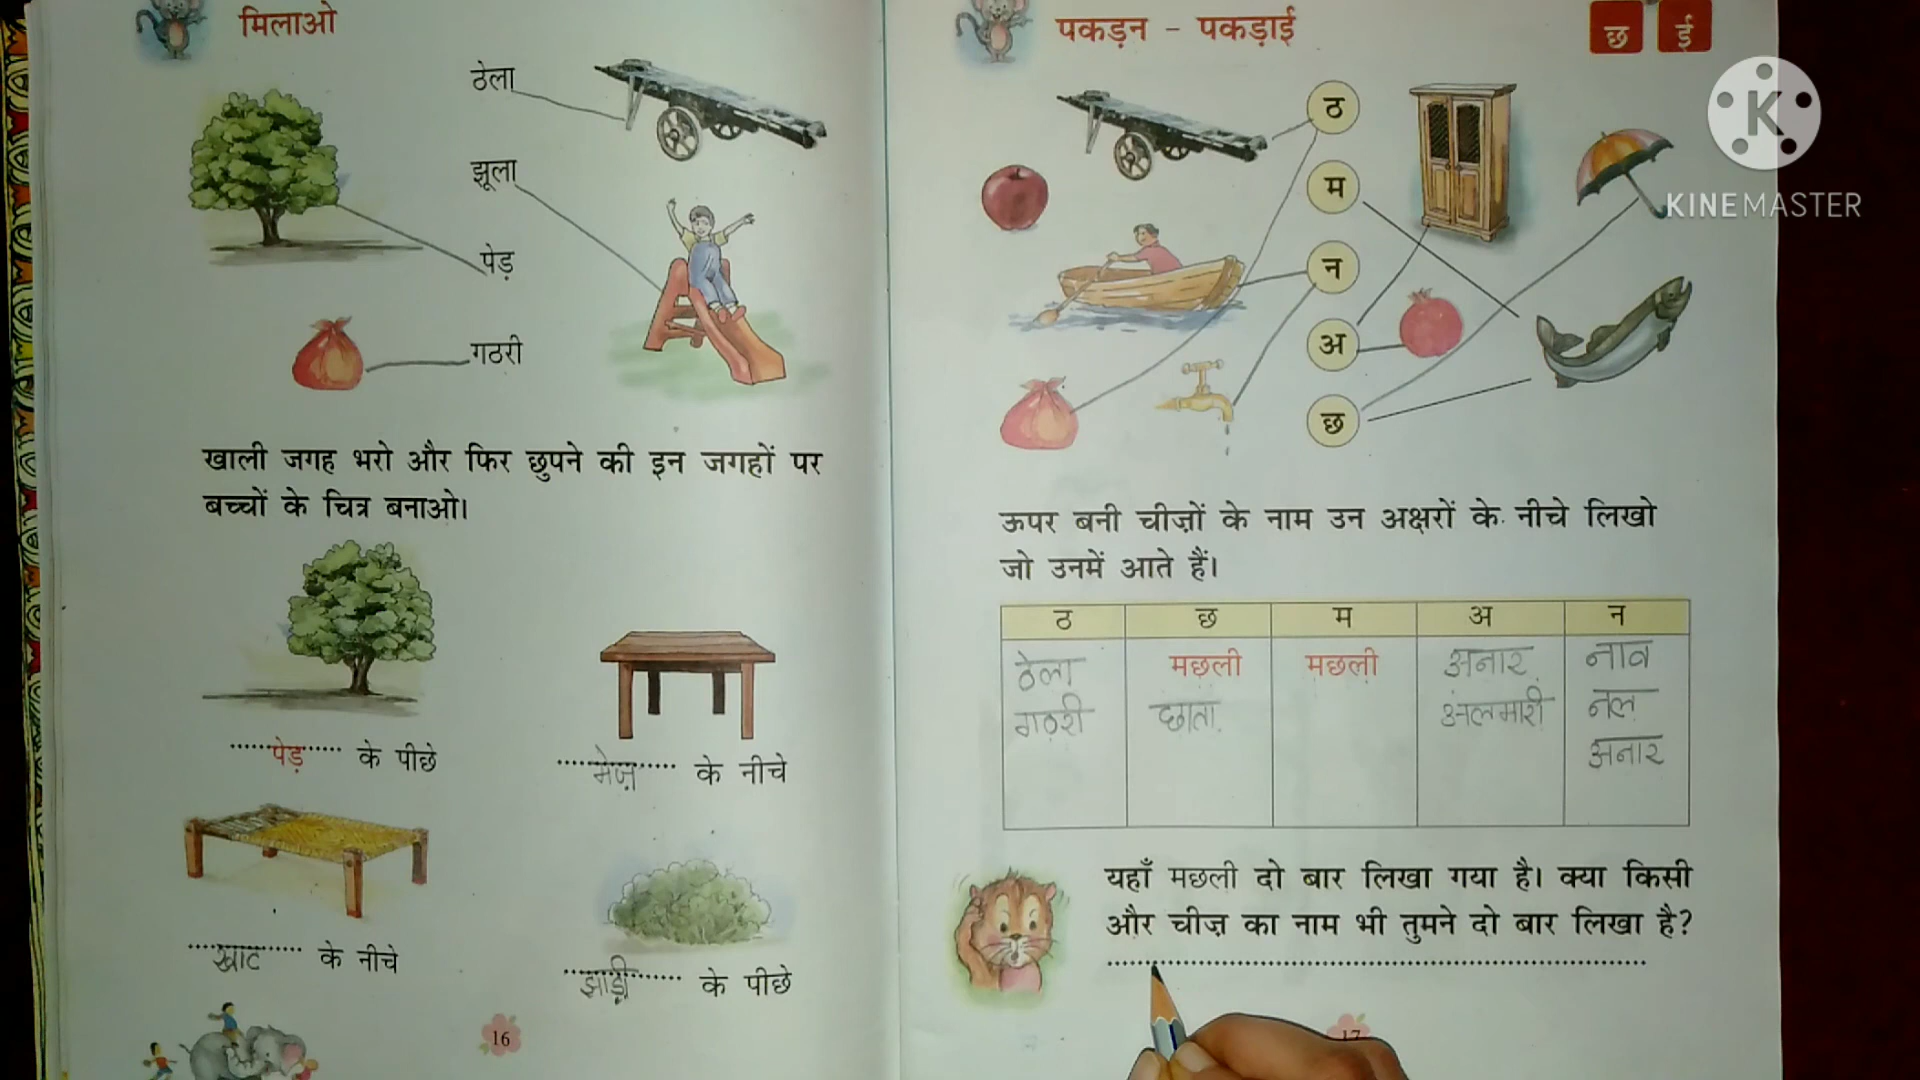 मिलाओ
ठेला
झूला
पेड़
गठरी
खाली जगह भरो और फिर छुपने की इन जगहों पर
बच्चों के चित्र बनाओ।
पेड़ के पीछे
मेज़ के नीचे
खाट के नीचे
झाड़ी के पीछे
16
पकड़न - पकड़ाई
छ ई
ठ
म
न
अ
छ
ऊपर बनी चीज़ों के नाम उन अक्षरों के नीचे लिखो
जो उनमें आते हैं।
ठ छ म अ न
ठेला मछली मछली अनार नाव
गठरी छाता अलमारी नल
अनार
यहाँ मछली दो बार लिखा गया है। क्या किसी
और चीज़ का नाम भी तुमने दो बार लिखा है?
17
K
KINEMASTER